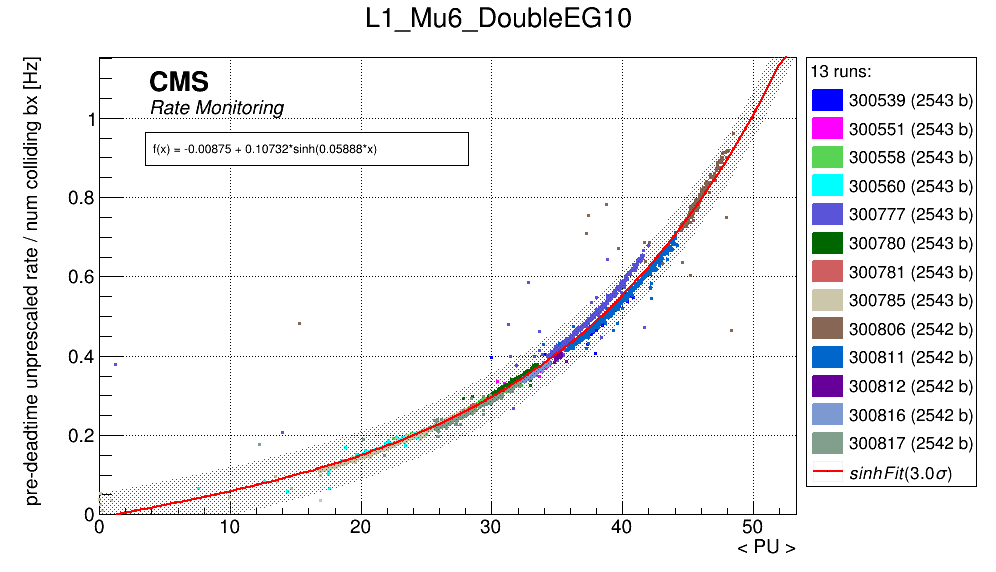 L1_Mu6_DoubleEG10
pre-deadtime unprescaled rate / num colliding bx [Hz]
CMS
Rate Monitoring
f(x) = -0.00875 + 0.10732*sinh(0.05888*x)
1
0.8
0.6
0.4
0.2
0
0 10 20 30 40 50
< PU >
13 runs:
300539 (2543 b)
300551 (2543 b)
300558 (2543 b)
300560 (2543 b)
300777 (2543 b)
300780 (2543 b)
300781 (2543 b)
300785 (2543 b)
300806 (2542 b)
300811 (2542 b)
300812 (2542 b)
300816 (2542 b)
300817 (2542 b)
sinhFit(3.0σ)